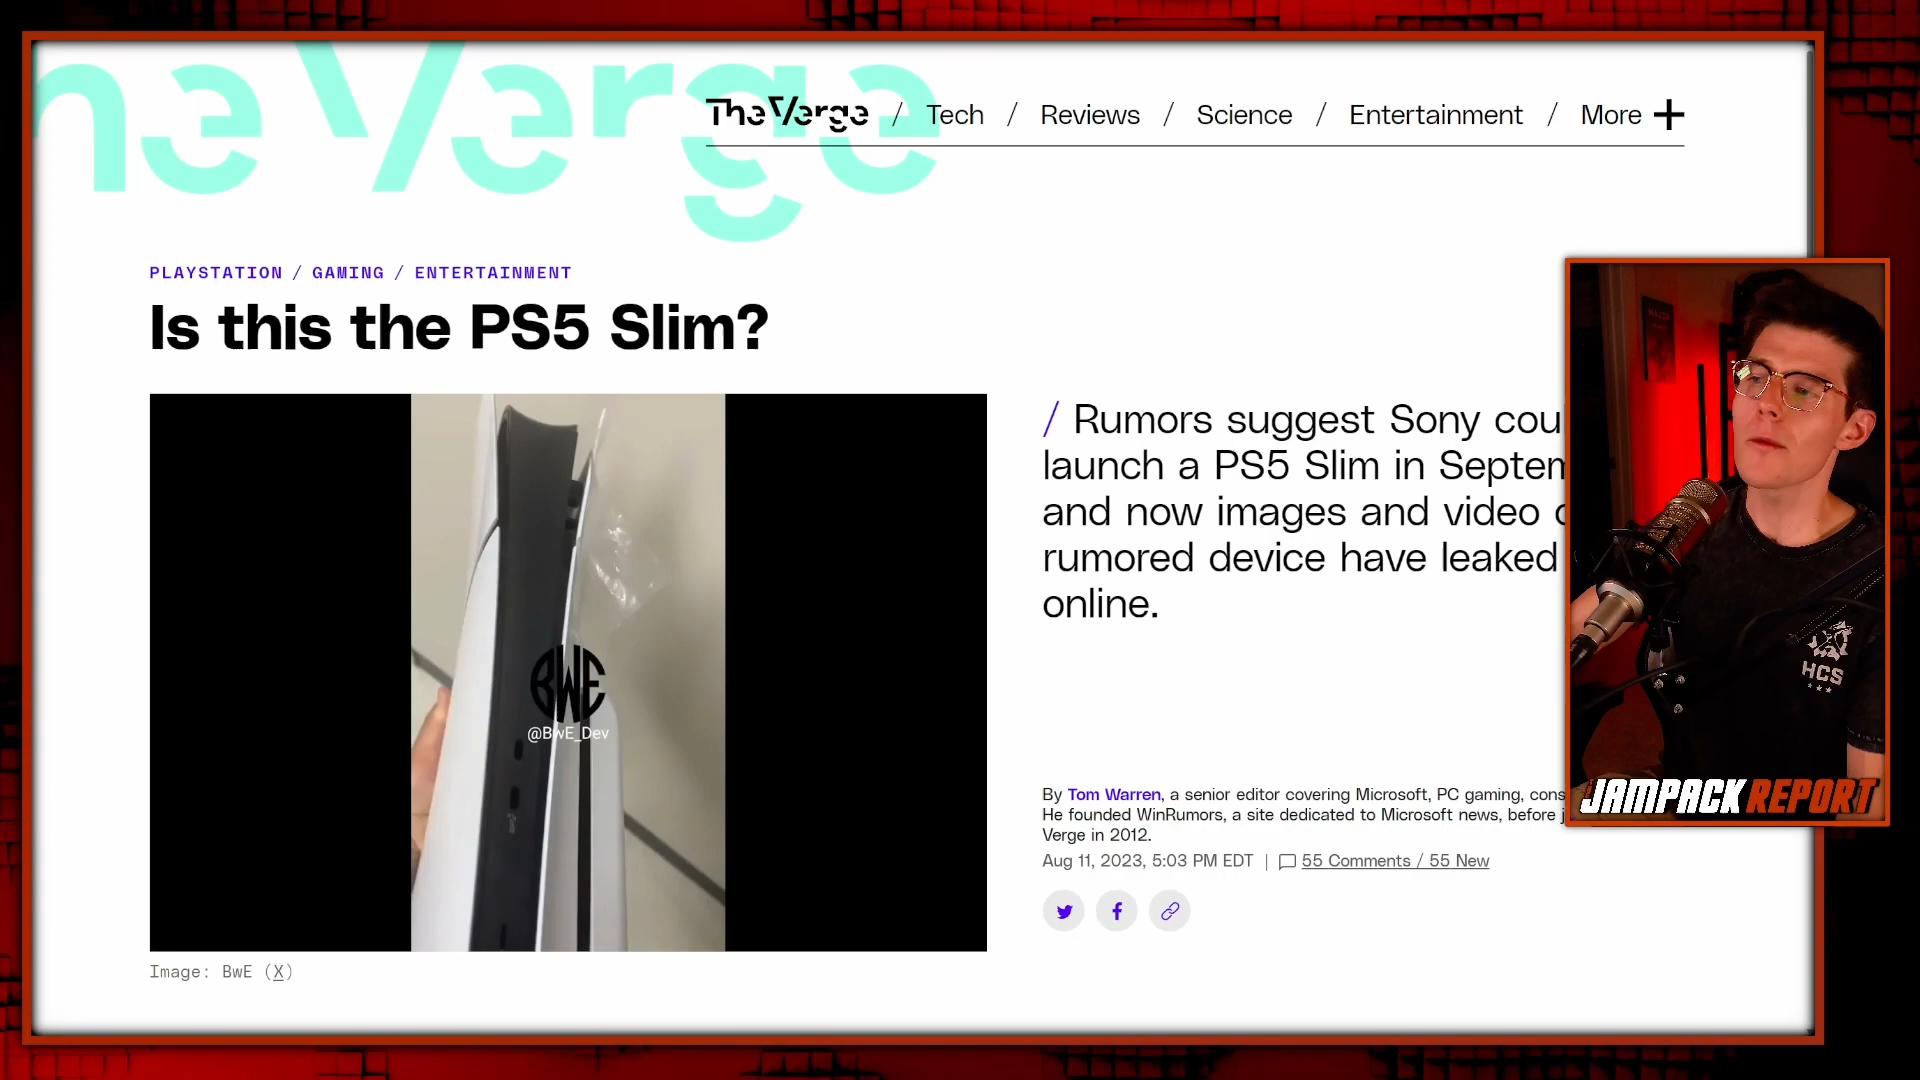 The Verge
The Verge / Tech / Reviews / Science / Entertainment / More +
PLAYSTATION / GAMING / ENTERTAINMENT
Is this the PS5 Slim?
/ Rumors suggest Sony
launch a PS5 Slim in
and now images and video
rumored device have leaked
online.
BWE
@BwE_Dev
By Tom Warren, a senior editor covering Microsoft, PC gaming,
He founded WinRumors, a site dedicated to Microsoft news, before
Verge in 2012.
Aug 11, 2023, 5:03 PM EDT | 55 Comments / 55 New
Image: BwE (X)
HCS
JAMPACK REPORT